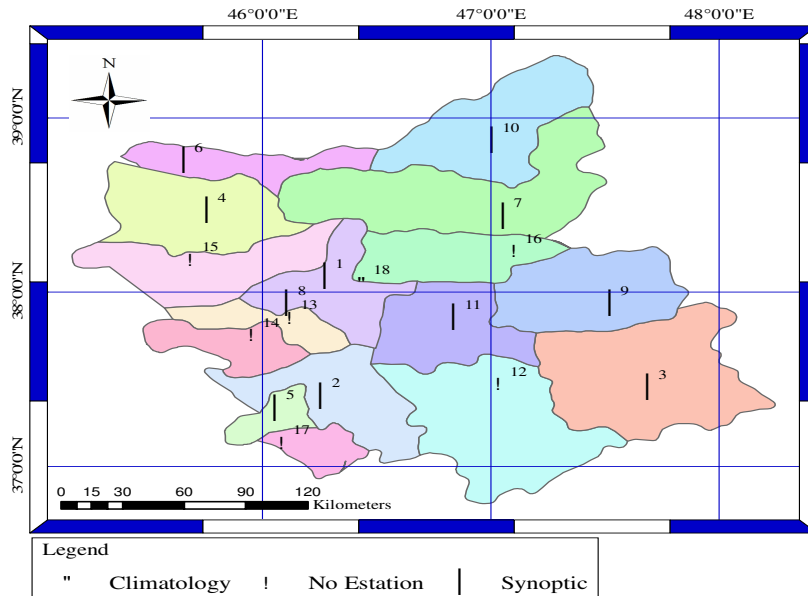 46°0'0"E 47°0'0"E 48°0'0"E
N
39°0'0"N
10
6
4
7
15
16
1
18
38°0'0"N
8
9
13
11
14
12
3
5
2
17
37°0'0"N
0 15 30 60 90 120
Kilometers
Legend
" Climatology ! No Estation | Synoptic